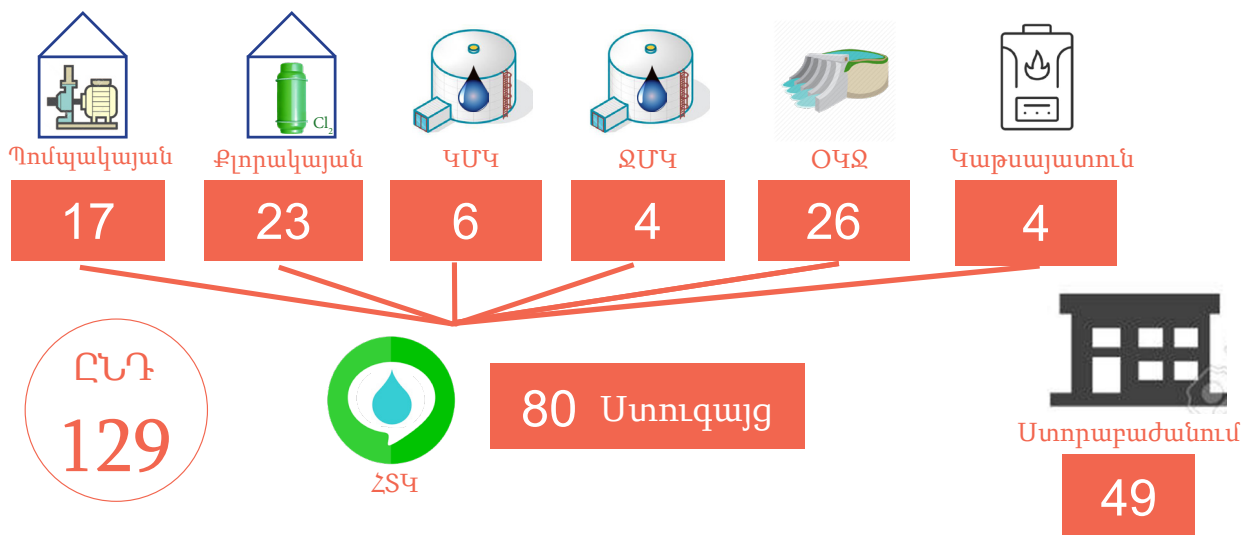 Cl2
Պոմպակայան
Քլորակայան
ԿՄԿ
ՋՄԿ
ՕԿՋ
Կաթսայատուն
17
23
6
4
26
4
ԸՆԴ
129
ՀՏԿ
80 Ստուգայց
Ստորաբաժանում
49